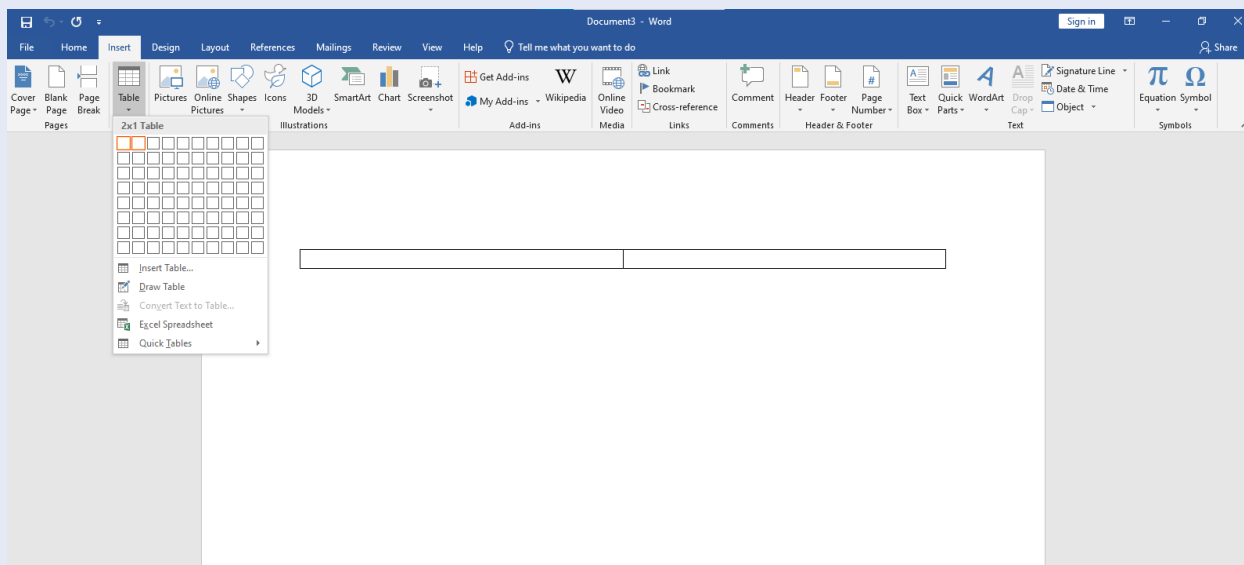 Document3 - Word
Sign in
File Home Insert Design Layout References Mailings Review View Help Tell me what you want to do Share
Cover Page
Blank Page
Page Break
Pages
Table
Pictures
Online Pictures
Shapes
Icons
3D Models
SmartArt
Chart
Screenshot
Illustrations
Get Add-ins
My Add-ins
W
Wikipedia
Add-ins
Online Video
Media
Link
Bookmark
Cross-reference
Links
Comment
Comments
Header
Footer
#
Page Number
Header & Footer
A
Text Box
Quick Parts
A
WordArt
A
Drop Cap
Signature Line
Date & Time
Object
Text
π
Equation
Ω
Symbol
Symbols
2x1 Table
Insert Table...
Draw Table
Convert Text to Table...
Excel Spreadsheet
Quick Tables